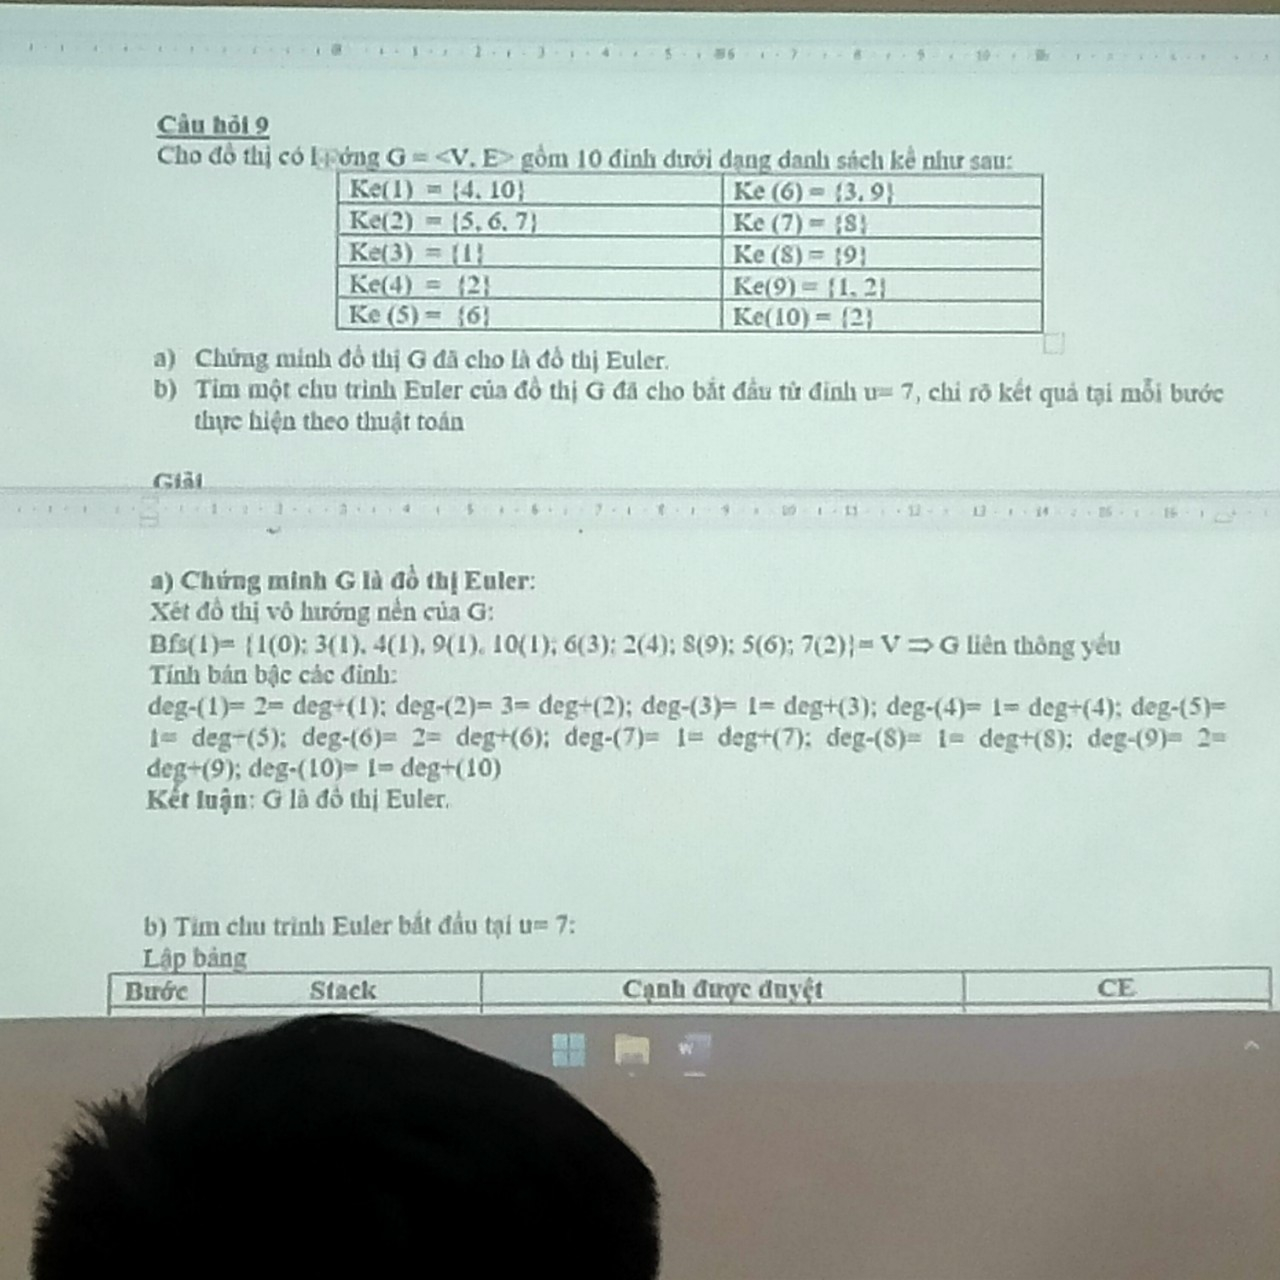 Câu hỏi 9
Cho đồ thị có hướng G = <V, E> gồm 10 đỉnh dưới dạng danh sách kề như sau:
Ke(1) = {4, 10} Ke (6) = {3, 9}
Ke(2) = {5, 6, 7} Ke (7) = {8}
Ke(3) = {1} Ke (8) = {9}
Ke(4) = {2} Ke(9) = {1, 2}
Ke (5) = {6} Ke(10) = {2}
a) Chứng minh đồ thị G đã cho là đồ thị Euler.
b) Tìm một chu trình Euler của đồ thị G đã cho bắt đầu từ đỉnh u= 7, chỉ rõ kết quả tại mỗi bước
thực hiện theo thuật toán
Giải
a) Chứng minh G là đồ thị Euler:
Xét đồ thị vô hướng nền của G:
Bfs(1)= {1(0); 3(1), 4(1), 9(1), 10(1); 6(3); 2(4); 8(9); 5(6); 7(2)}= V ⇒ G liên thông yếu
Tính bán bậc các đỉnh:
deg-(1)= 2= deg+(1); deg-(2)= 3= deg+(2); deg-(3)= 1= deg+(3); deg-(4)= 1= deg+(4); deg-(5)=
1= deg+(5); deg-(6)= 2= deg+(6); deg-(7)= 1= deg+(7); deg-(8)= 1= deg+(8); deg-(9)= 2=
deg+(9); deg-(10)= 1= deg+(10)
Kết luận: G là đồ thị Euler.
b) Tìm chu trình Euler bắt đầu tại u= 7:
Lập bảng
Bước Stack Cạnh được duyệt CE